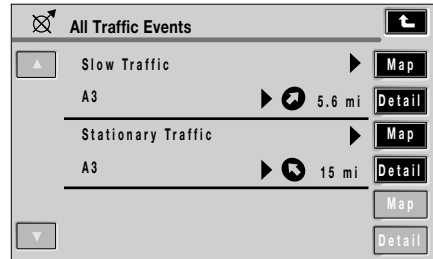 All Traffic Events
Slow Traffic Map
A3 5.6 mi Detail
Stationary Traffic Map
A3 15 mi Detail
Map
Detail